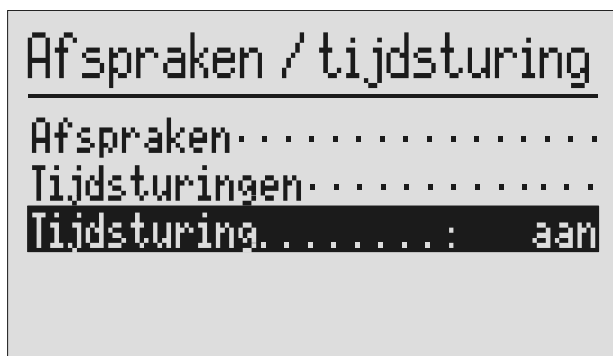 Afspraken / tijdsturing
Afspraken·················
Tijdsturingen·············
Tijdsturing........: aan